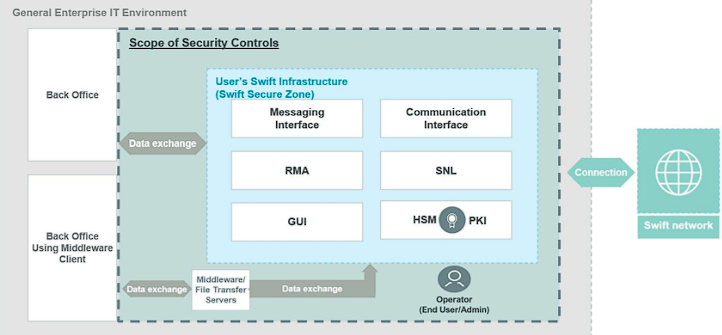 General Enterprise IT Environment
Scope of Security Controls
Back Office
User's Swift Infrastructure
(Swift Secure Zone)
Messaging
Interface
Communication
Interface
Data exchange
RMA
SNL
Connection
GUI
HSM
PKI
Swift network
Back Office
Using Middleware
Client
Data exchange
Middleware/
File Transfer
Servers
Data exchange
Operator
(End User/Admin)